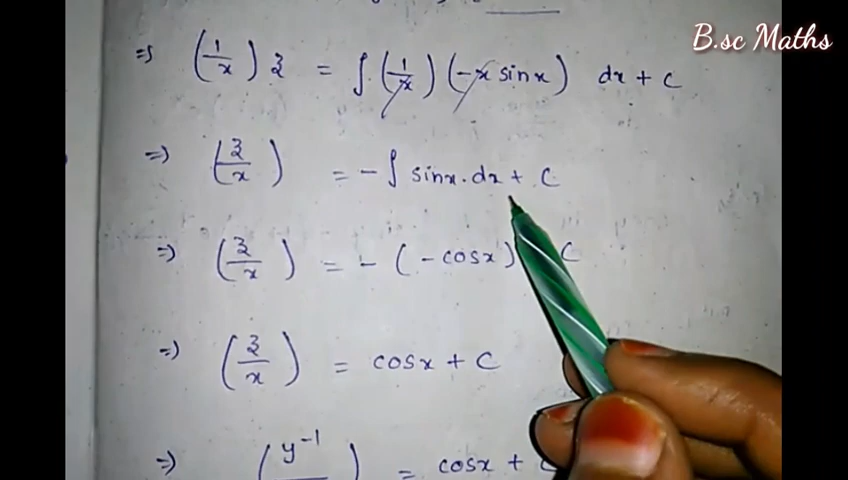 B.sc Maths
⇒ (1/x) z = ∫ (1/x) (-x sinx) dx + C
⇒ (z/x) = - ∫ sinx.dx + C
⇒ (z/x) = - (-cosx) C
⇒ (z/x) = cosx + C
⇒ (y⁻¹ ) = cosx + C